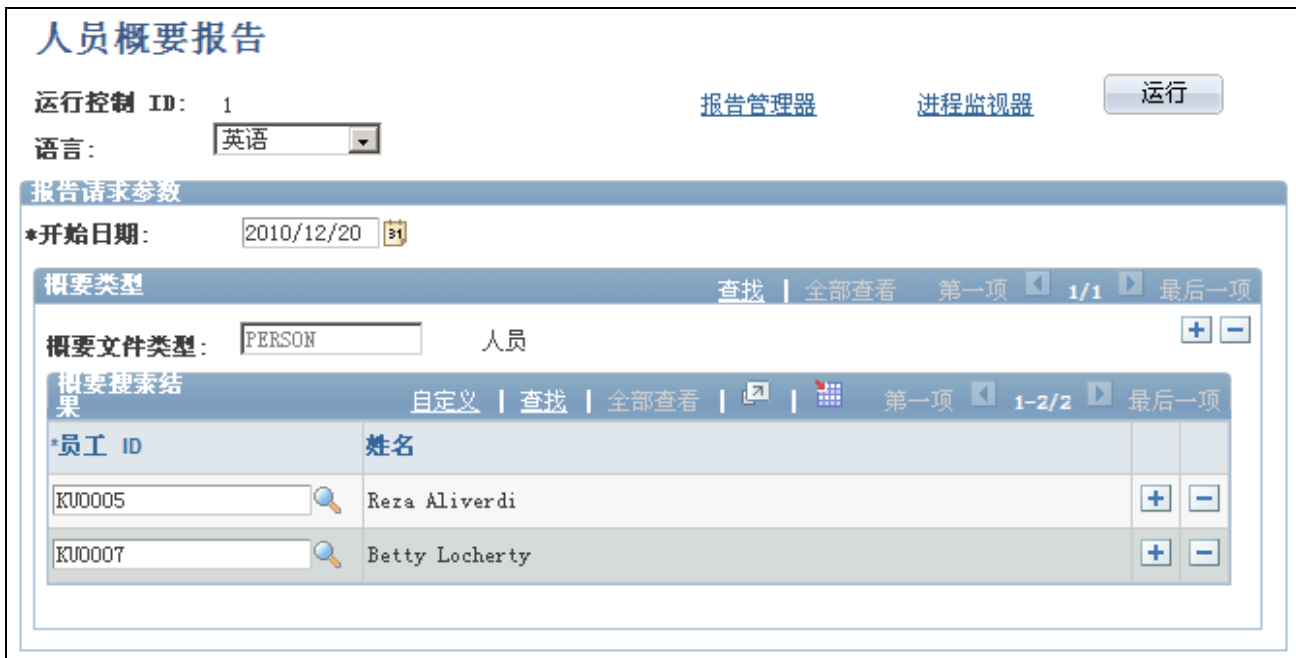 人员概要报告
运行控制 ID: 1 报告管理器 进程监视器 运行
语言: 英语
报告请求参数
*开始日期: 2010/12/20 31
概要类型 查找 | 全部查看 第一项 1/1 最后一项
概要文件类型: PERSON 人员
概要搜索结果 自定义 | 查找 | 全部查看 | | 第一项 1-2/2 最后一项
*员工 ID 姓名
KU0005 Reza Aliverdi
KU0007 Betty Locherty